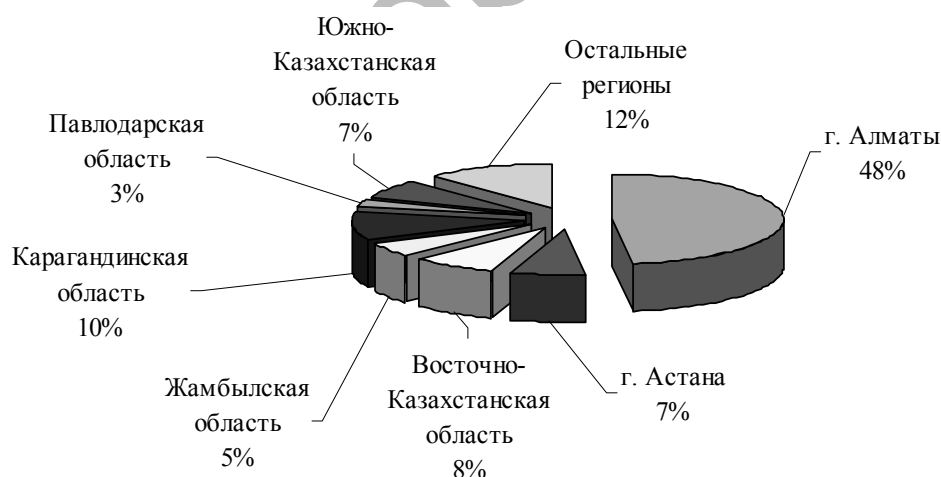 Южно-
Казахстанская
область
7%
Остальные
регионы
12%
г. Алматы
48%
Павлодарская
область
3%
Карагандинская
область
10%
Жамбылская
область
5%
Восточно-
Казахстанская
область
8%
г. Астана
7%